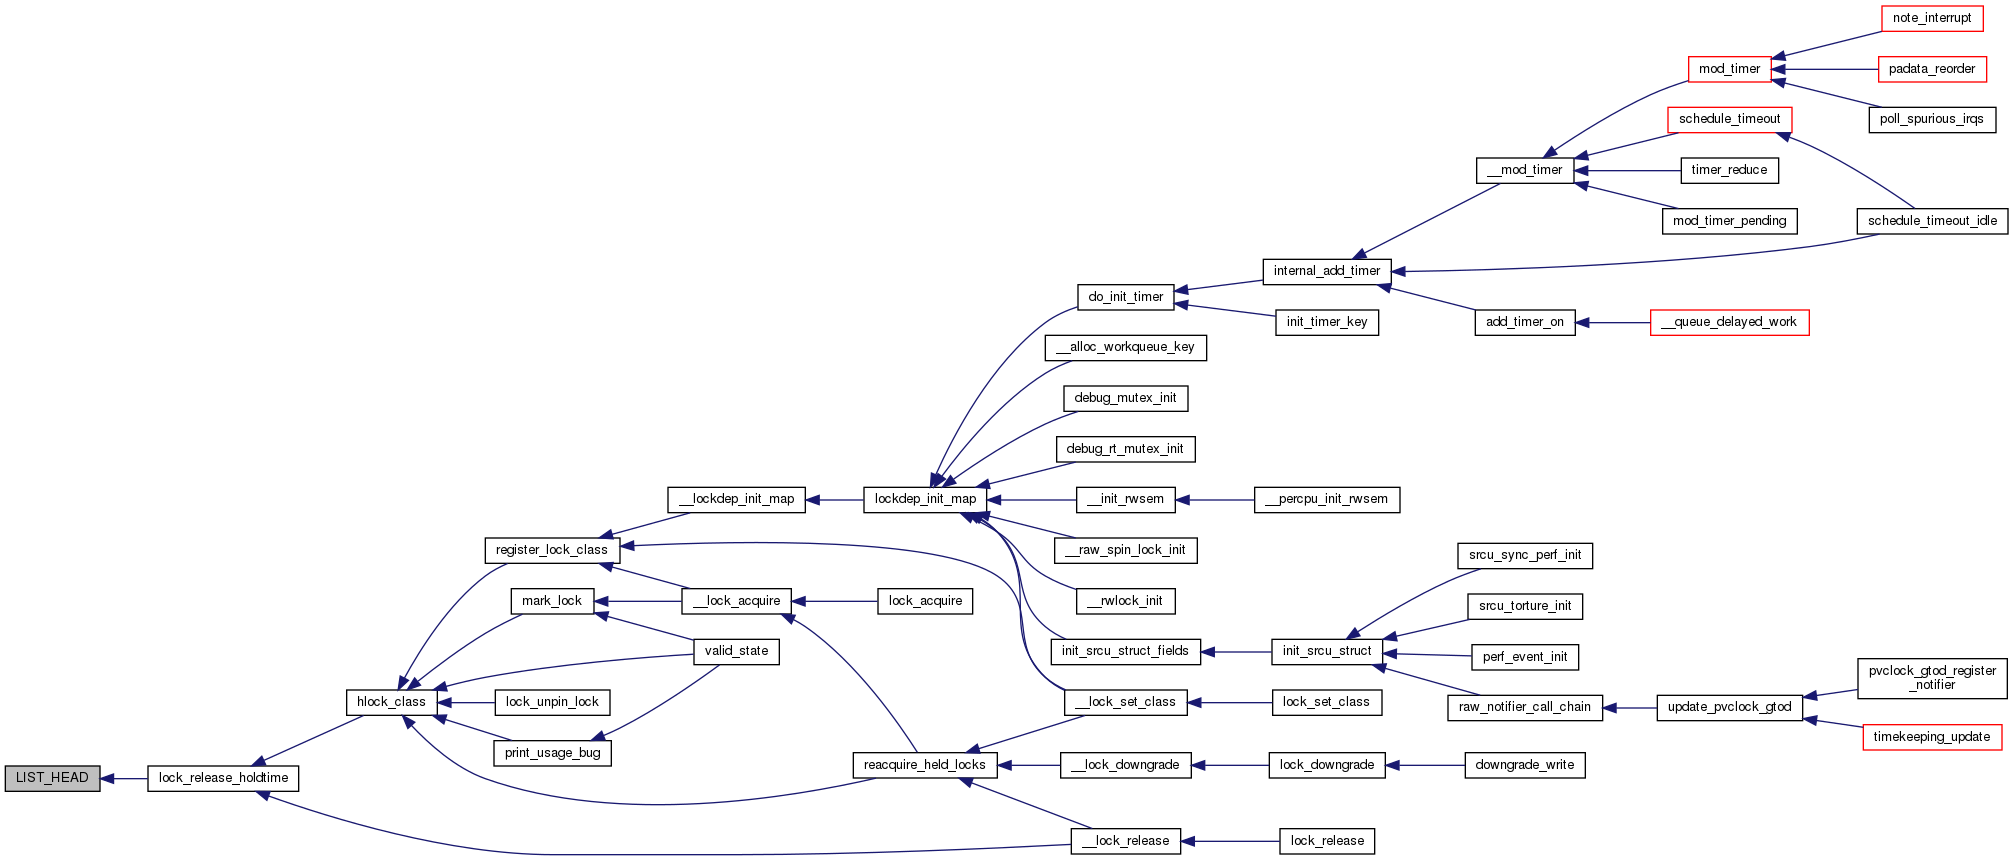 note_interrupt
mod_timer
padata_reorder
poll_spurious_irqs
schedule_timeout
__mod_timer
timer_reduce
mod_timer_pending
schedule_timeout_idle
internal_add_timer
do_init_timer
init_timer_key
add_timer_on
__queue_delayed_work
__alloc_workqueue_key
debug_mutex_init
debug_rt_mutex_init
__lockdep_init_map
lockdep_init_map
__init_rwsem
__percpu_init_rwsem
register_lock_class
__raw_spin_lock_init
srcu_sync_perf_init
mark_lock
__lock_acquire
lock_acquire
__rwlock_init
srcu_torture_init
valid_state
init_srcu_struct_fields
init_srcu_struct
perf_event_init
pvclock_gtod_register
_notifier
hlock_class
lock_unpin_lock
__lock_set_class
lock_set_class
raw_notifier_call_chain
update_pvclock_gtod
timekeeping_update
print_usage_bug
LIST_HEAD
lock_release_holdtime
reacquire_held_locks
__lock_downgrade
lock_downgrade
downgrade_write
__lock_release
lock_release